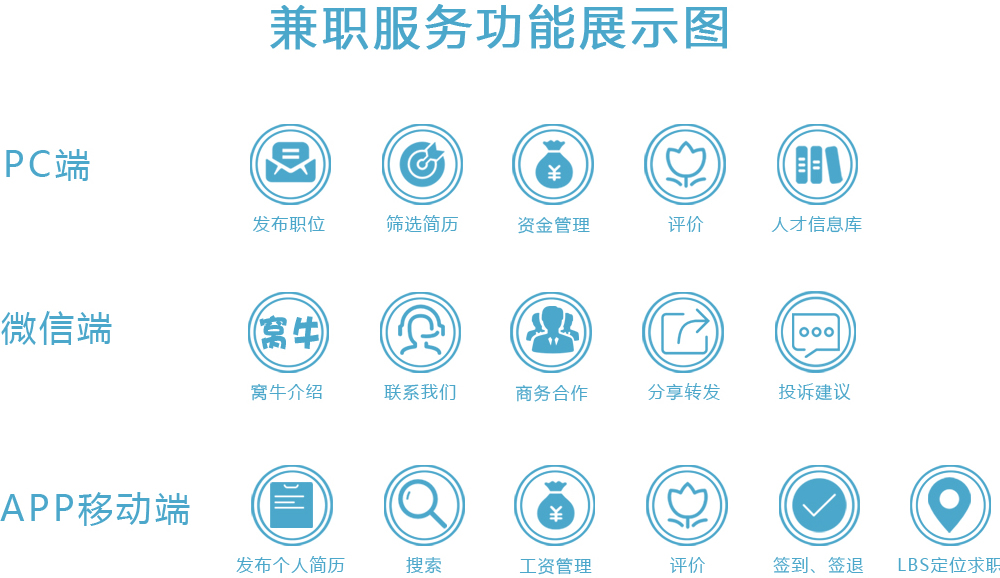 兼职服务功能展示图
PC端
发布职位 筛选简历 资金管理 评价 人才信息库
微信端
窝牛
窝牛介绍 联系我们 商务合作 分享转发 投诉建议
APP移动端
发布个人简历 搜索 工资管理 评价 签到、签退 LBS定位求职